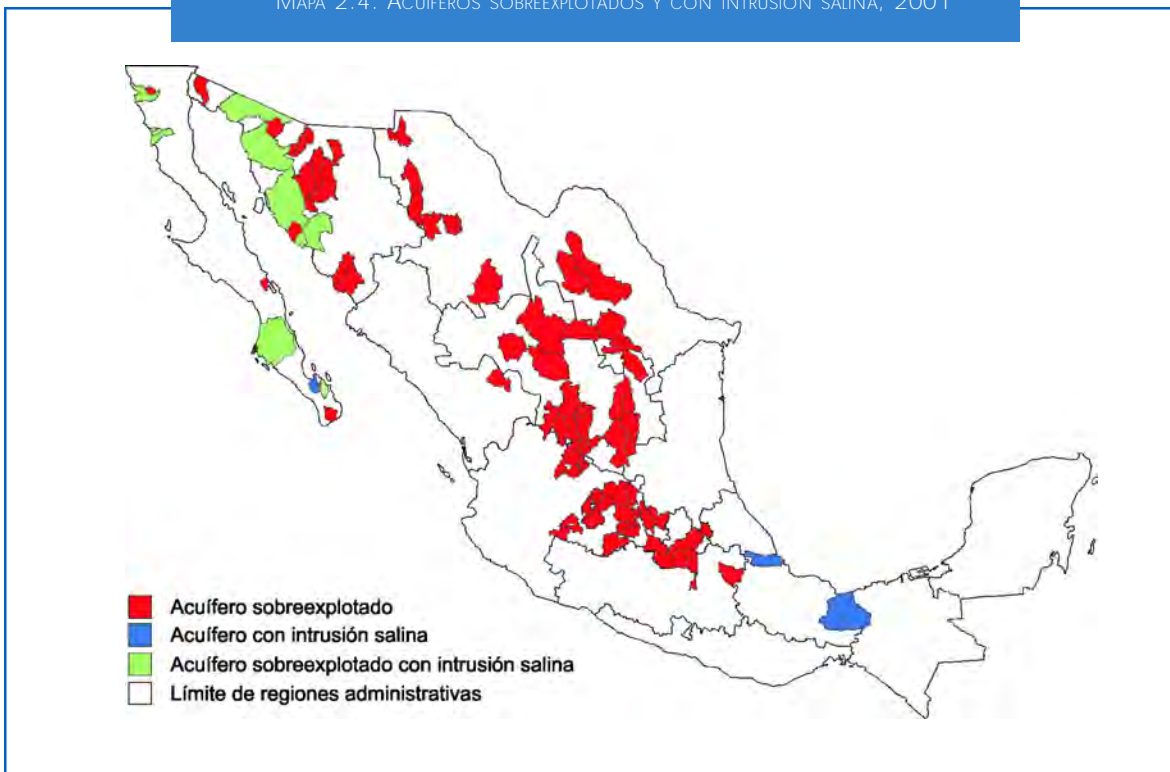 MAPA 2.4. ACUÍFEROS SOBREEXPLOTADOS Y CON INTRUSIÓN SALINA, 2001
Acuífero sobreexplotado
Acuífero con intrusión salina
Acuífero sobreexplotado con intrusión salina
Límite de regiones administrativas